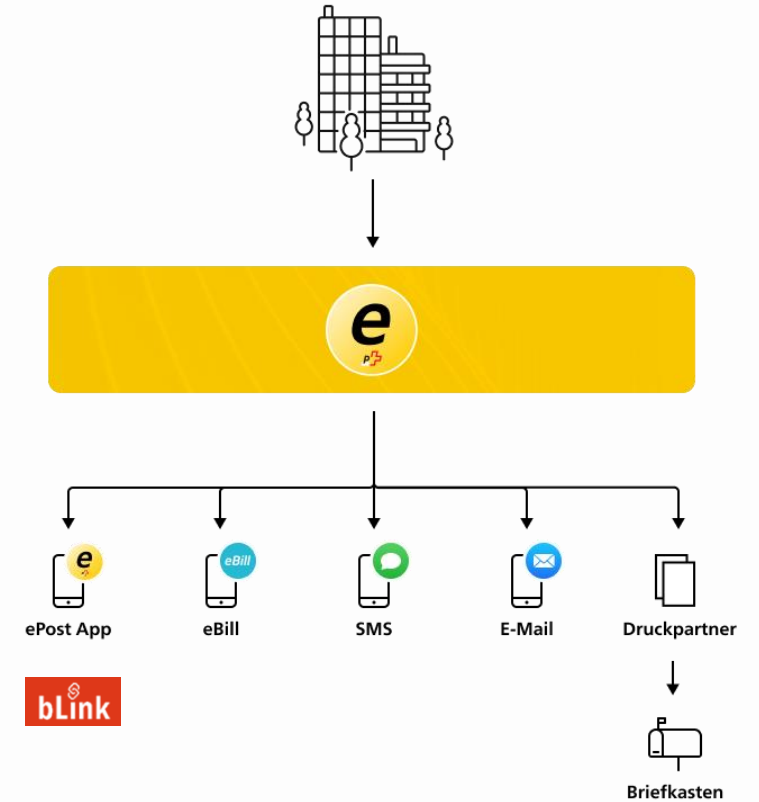 e
P
e
eBill
ePost App
eBill
SMS
E-Mail
Druckpartner
bLink
Briefkasten